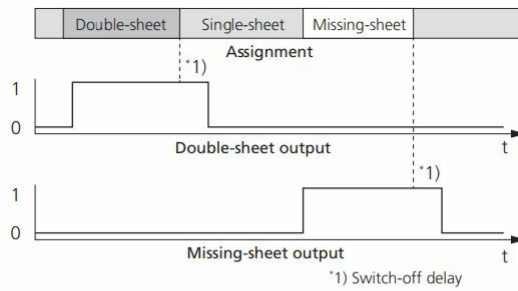 Double-sheet Single-sheet Missing-sheet
Assignment
*1)
1
0
Double-sheet output t
*1)
1
0
Missing-sheet output t
*1) Switch-off delay